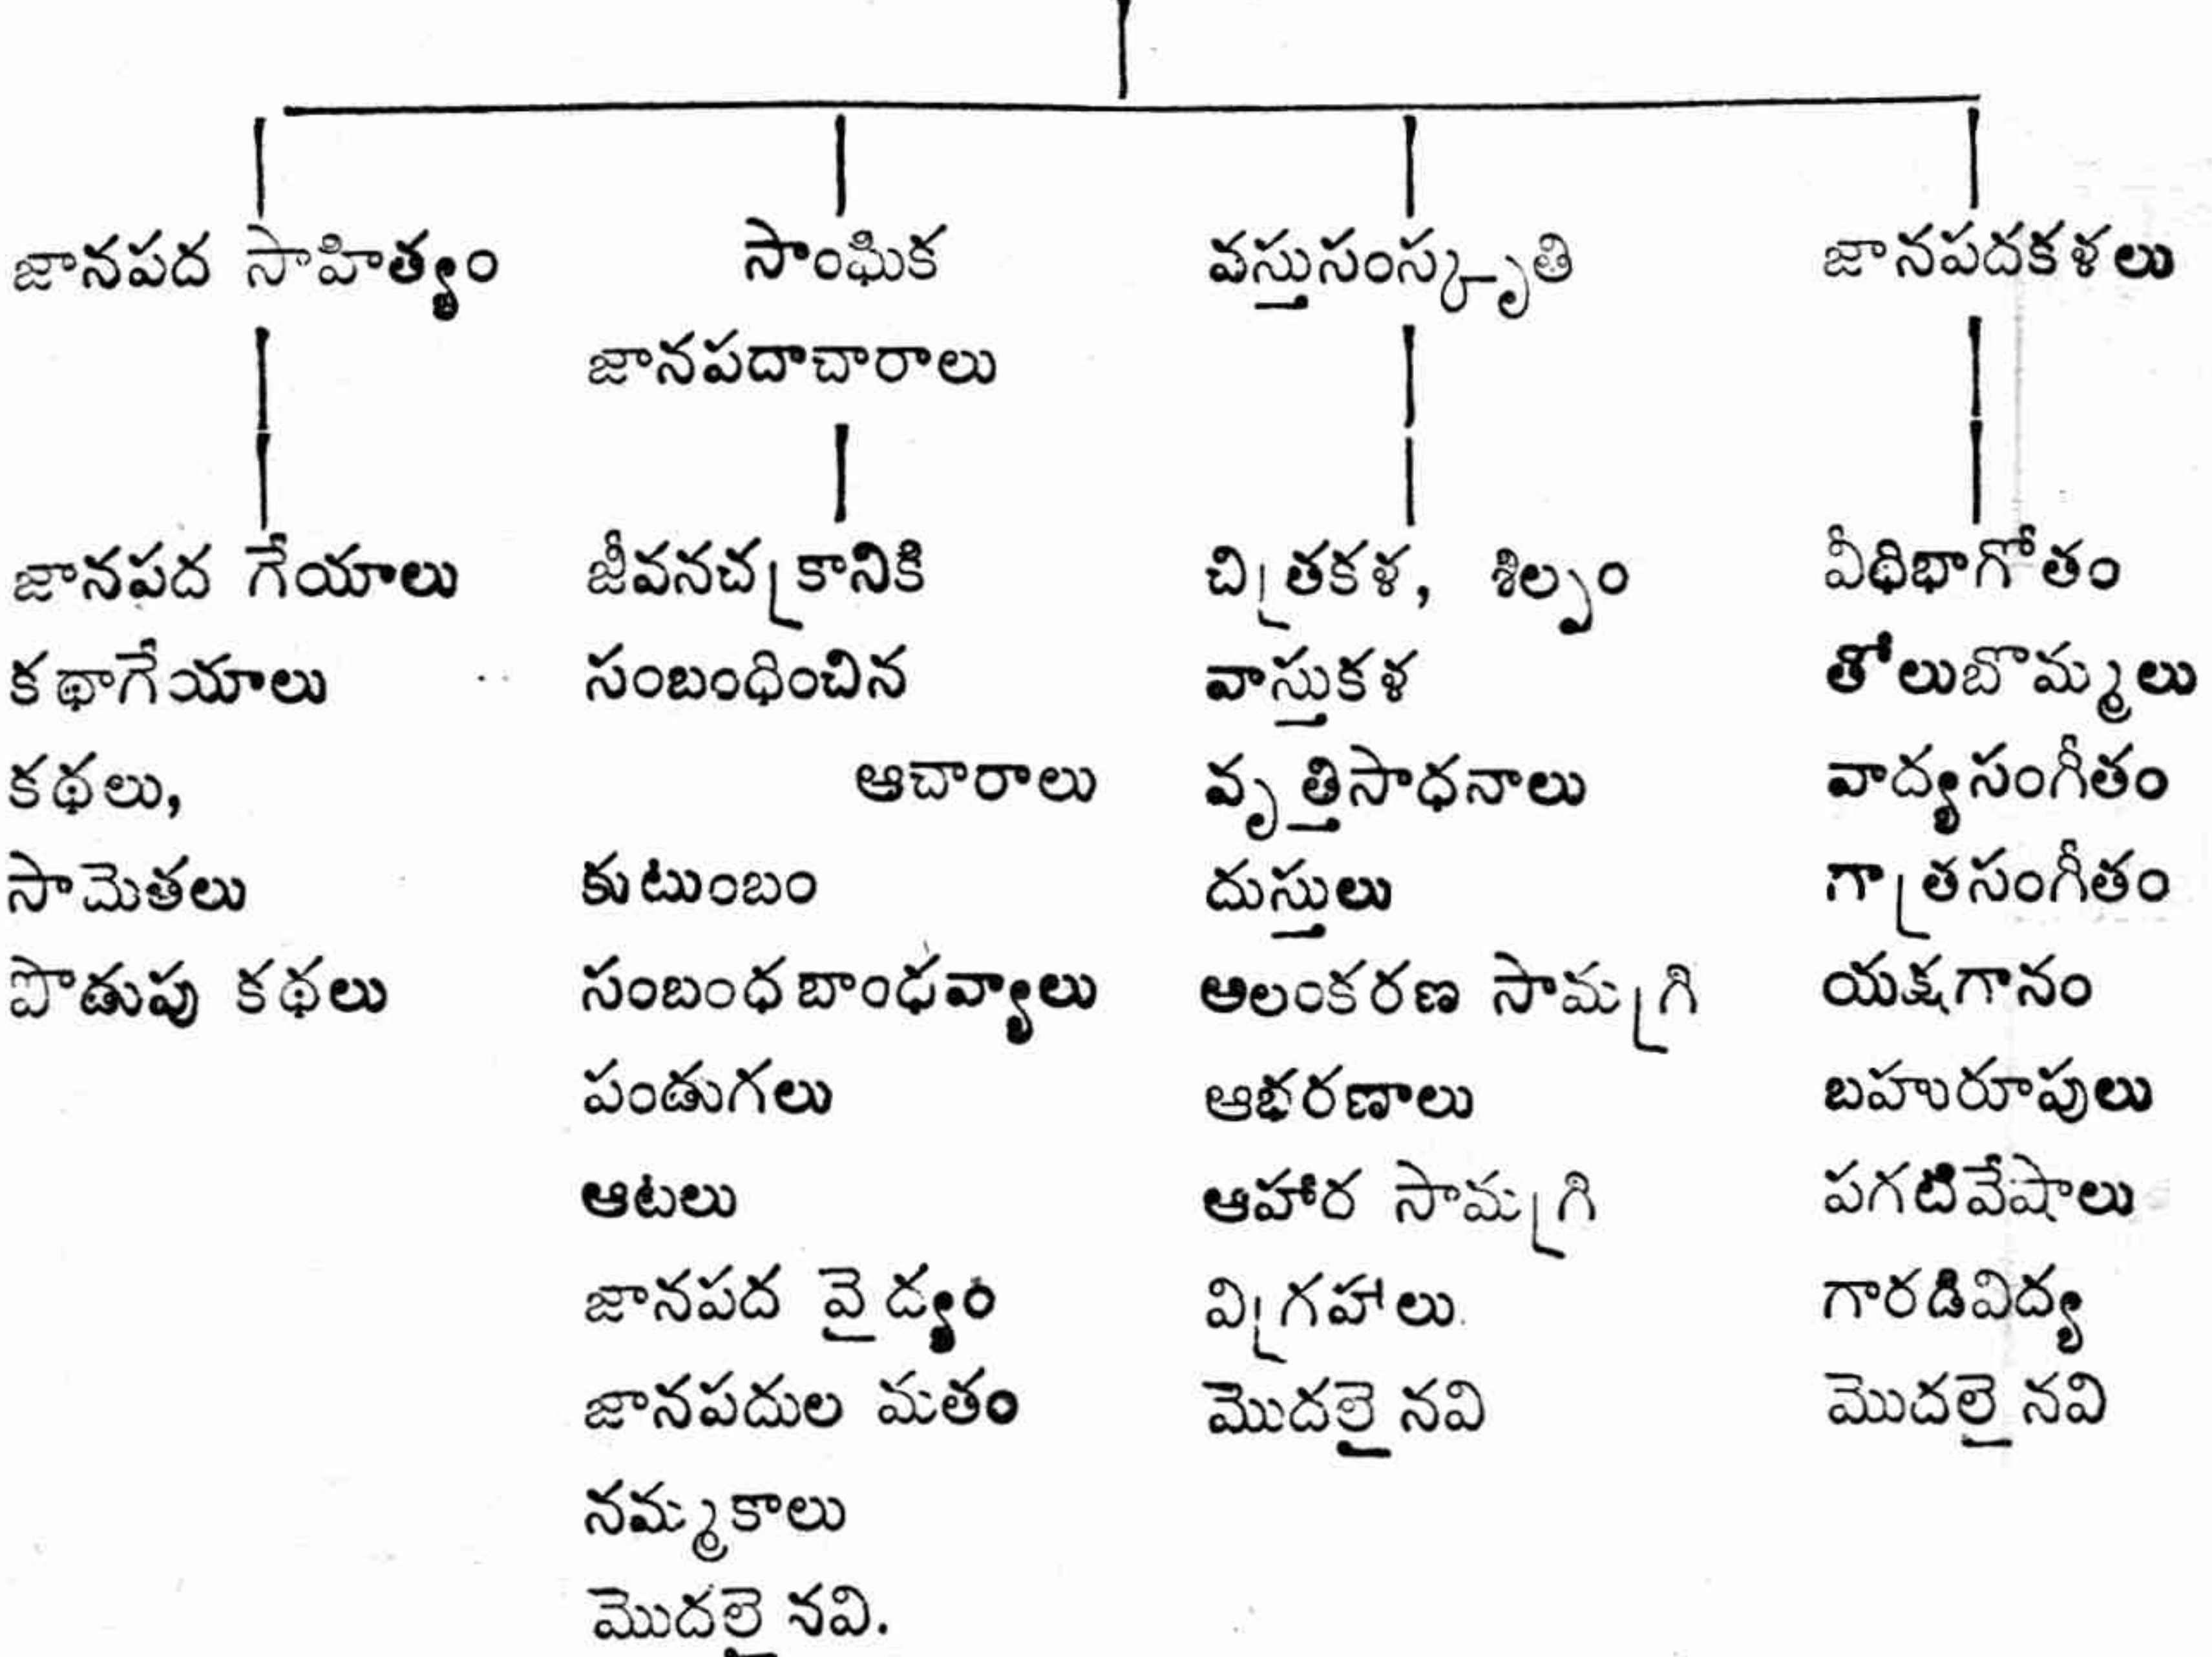 జానపద సాహిత్యం
జానపద గేయాలు
కథాగేయాలు
కథలు,
సామెతలు
పొడుపు కథలు
సాంఘిక
జానపదాచారాలు
జీవనచక్రానికి
సంబంధించిన
ఆచారాలు
కుటుంబం
సంబంధబాంధవ్యాలు
పండుగలు
ఆటలు
జానపద వైద్యం
జానపదుల మతం
నమ్మకాలు
మొదలైనవి.
వస్తుసంస్కృతి
చిత్రకళ, శిల్పం
వాస్తుకళ
వృత్తిసాధనాలు
దుస్తులు
అలంకరణ సామగ్రి
ఆభరణాలు
ఆహార సామగ్రి
విగ్రహాలు
మొదలైనవి
జానపదకళలు
వీథిభాగోతం
తోలుబొమ్మలు
వాద్యసంగీతం
గాత్రసంగీతం
యక్షగానం
బహురూపులు
పగటివేషాలు
గారడివిద్య
మొదలైనవి